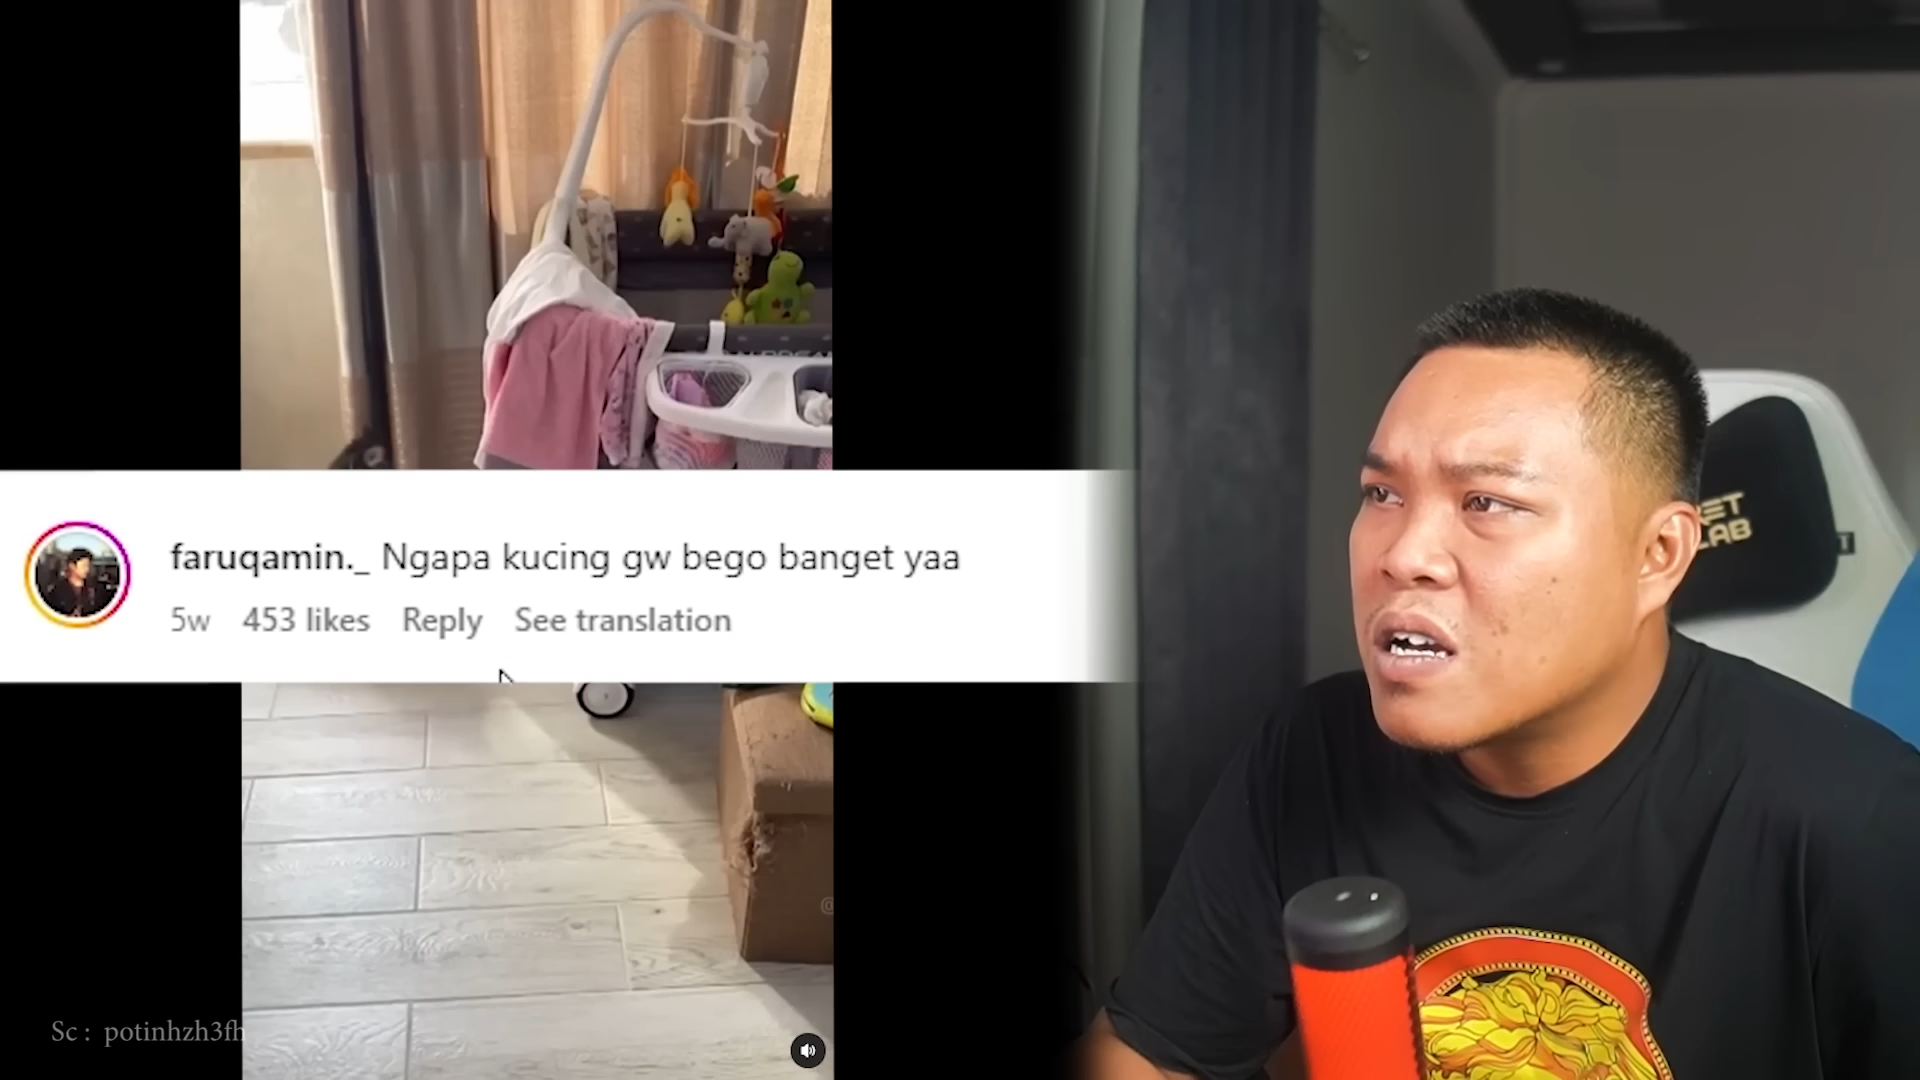 faruqamin._ Ngapa kucing gw bego banget yaa
5w 453 likes Reply See translation
Sc : potinhzh3fh